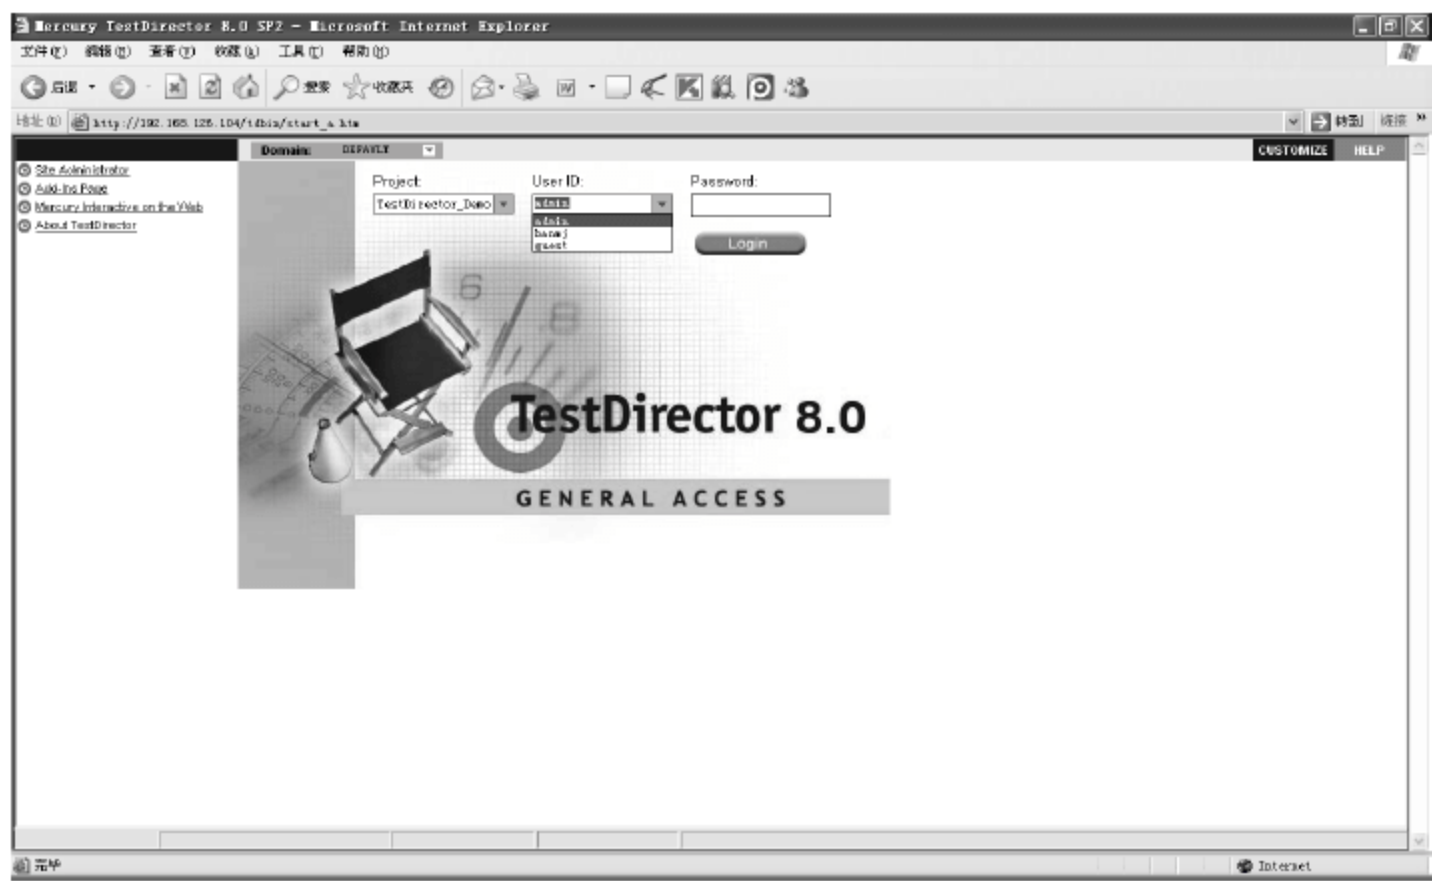 Mercury TestDirector 8.0 SP2 - Microsoft Internet Explorer
文件(F) 编辑(E) 查看(V) 收藏(A) 工具(T) 帮助(H)
后退 搜索 收藏夹
地址(D) http://192.168.128.104/tdbin/start_a.htm 转到 链接 »
Domain: DEFAULT CUSTOMIZE HELP
Site Administrator
Add-Ins Page
Mercury Interactive on the Web
About TestDirector
Project: User ID: Password:
TestDirector_Demo admin
admin
guest
Login
6
8
TestDirector 8.0
GENERAL ACCESS
完毕 Internet